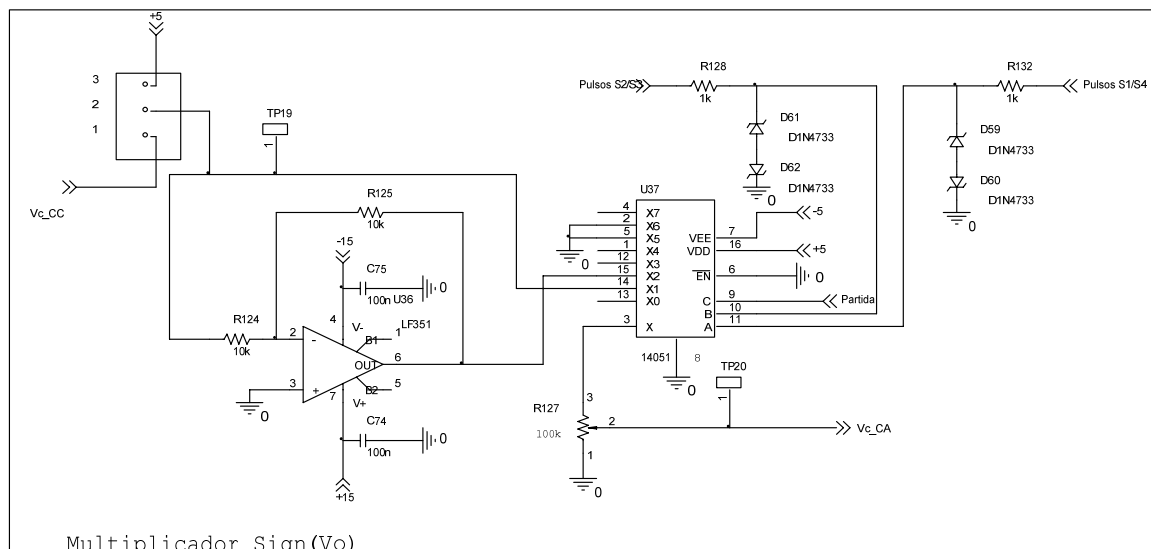 +5
3
2
1
Vc_CC
TP19
1
R125
10k
-15
C75
100n
0
U36
LF351
R124
10k
4
V-
B1
1
2
-
OUT
6
3
+
B2
5
7
V+
0
C74
100n
0
+15
Pulsos S2/S3
R128
1k
D61
D1N4733
D62
D1N4733
0
R132
1k
Pulsos S1/S4
D59
D1N4733
D60
D1N4733
0
U37
4 X7
2 X6
5 X5
1 X4
12 X3
15 X2
14 X1
13 X0
3 X
0
VEE 7 -5
VDD 16 +5
EN 6 0
C 9 Partida
B 10
A 11
14051 8
0
TP20
1
R127
100k
3
2
1
0
Vc_CA
Multiplicador Sign(Vo)